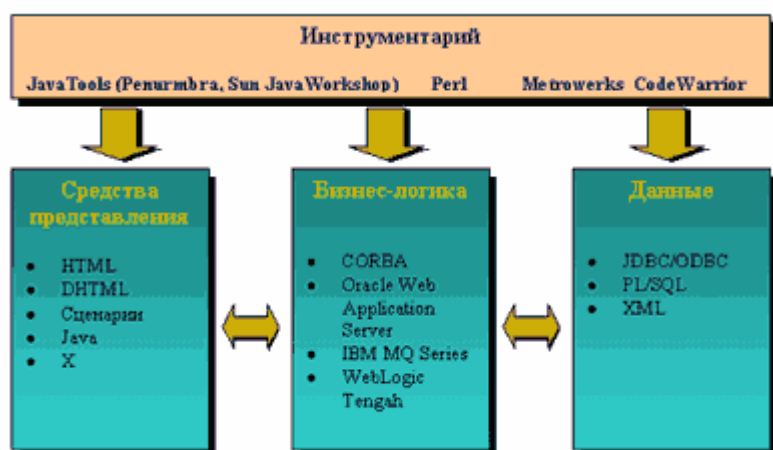 Инструментарий
JavaTools (Penurmbra, Sun JavaWorkshop) Perl Metrowerks CodeWarrior
Средства
представления
• HTML
• DHTML
• Сценарии
• Java
• X
Бизнес-логика
• CORBA
• Oracle Web
Application
Server
• IBM MQ Series
• WebLogic
Tengah
Данные
• JDBC/ODBC
• PL/SQL
• XML